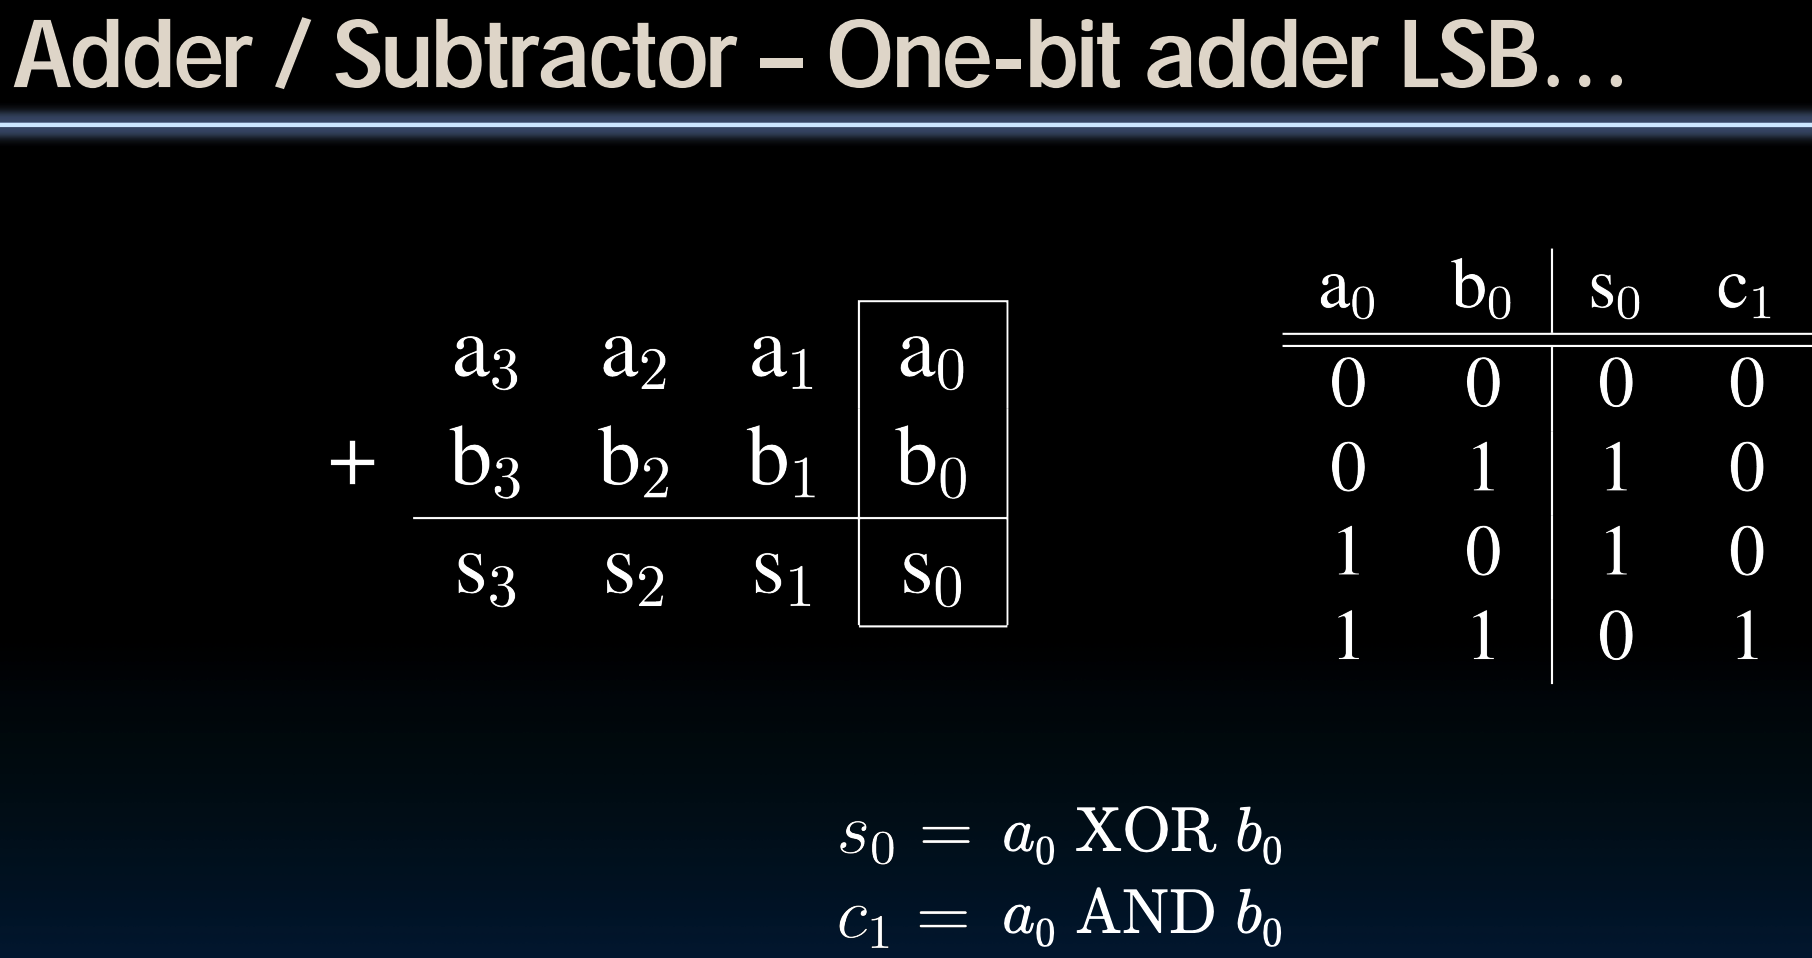 Adder / Subtractor – One-bit adder LSB…
a₃ a₂ a₁ a₀
+ b₃ b₂ b₁ b₀
s₃ s₂ s₁ s₀
a₀ b₀ s₀ c₁
0 0 0 0
0 1 1 0
1 0 1 0
1 1 0 1
s₀ = a₀ XOR b₀
c₁ = a₀ AND b₀